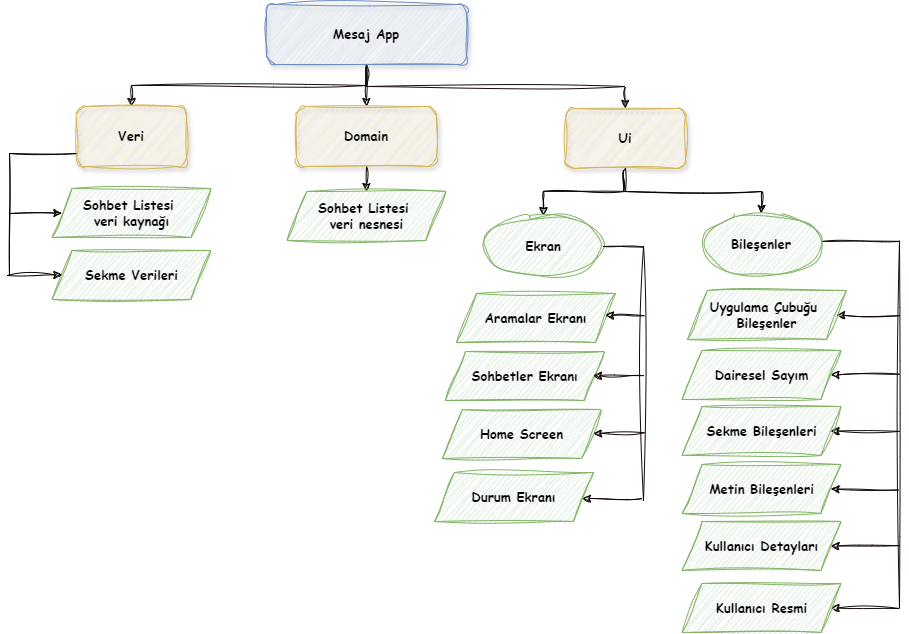 Mesaj App
Veri
Domain
Ui
Sohbet Listesi
veri kaynağı
Sekme Verileri
Sohbet Listesi
veri nesnesi
Ekran
Aramalar Ekranı
Sohbetler Ekranı
Home Screen
Durum Ekranı
Bileşenler
Uygulama Çubuğu
Bileşenler
Dairesel Sayım
Sekme Bileşenleri
Metin Bileşenleri
Kullanıcı Detayları
Kullanıcı Resmi